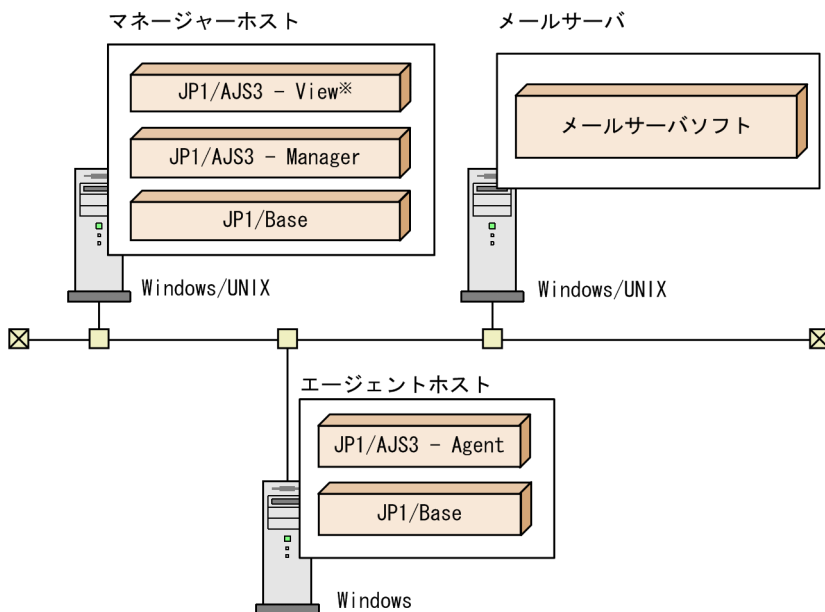 マネージャーホスト
JP1/AJS3 － View※
JP1/AJS3 － Manager
JP1/Base
Windows/UNIX
メールサーバ
メールサーバソフト
Windows/UNIX
エージェントホスト
JP1/AJS3 － Agent
JP1/Base
Windows